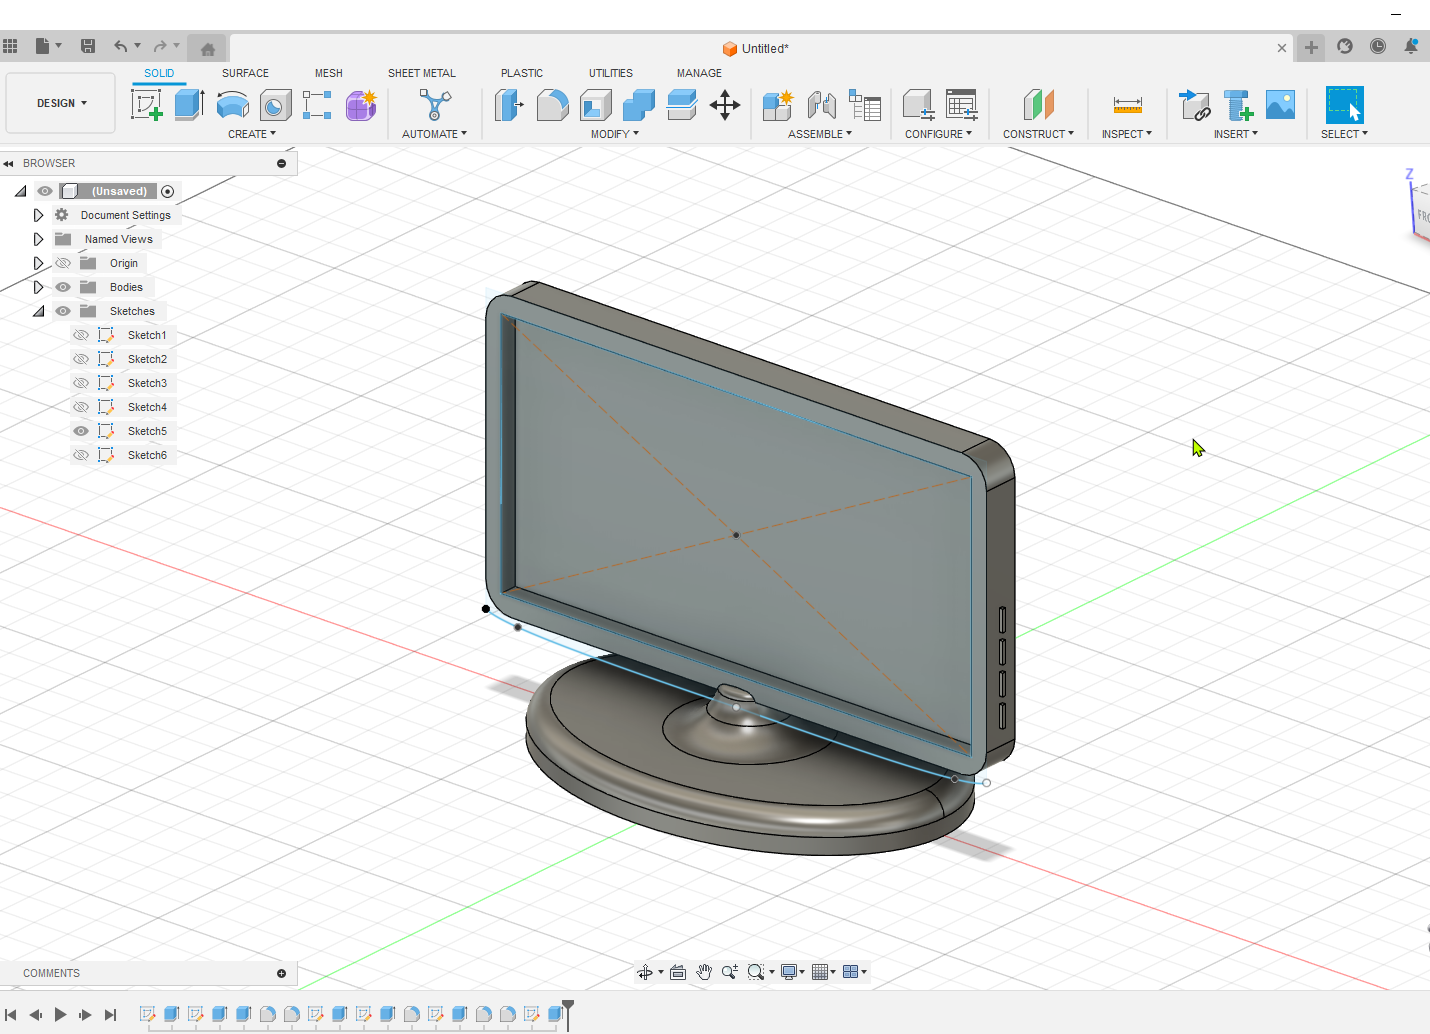 Untitled*
SOLID SURFACE MESH SHEET METAL PLASTIC UTILITIES MANAGE
DESIGN
CREATE AUTOMATE MODIFY ASSEMBLE CONFIGURE CONSTRUCT INSPECT INSERT SELECT
BROWSER
(Unsaved)
Document Settings
Named Views
Origin
Bodies
Sketches
Sketch1
Sketch2
Sketch3
Sketch4
Sketch5
Sketch6
Z
COMMENTS